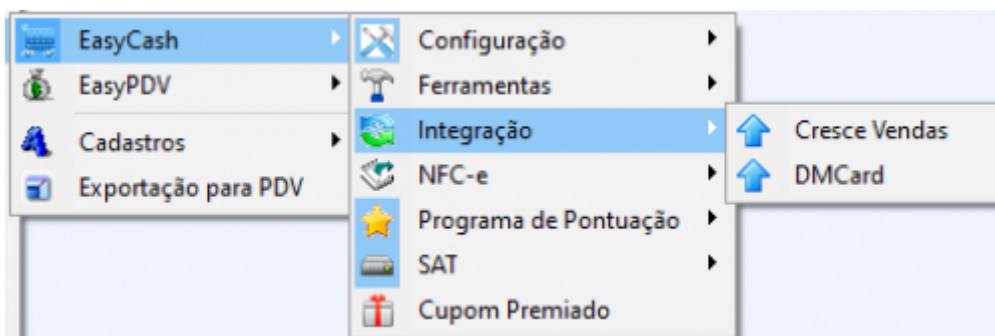 EasyCash
EasyPDV
Cadastros
Exportação para PDV
Configuração
Ferramentas
Integração
NFC-e
Programa de Pontuação
SAT
Cupom Premiado
Cresce Vendas
DMCard